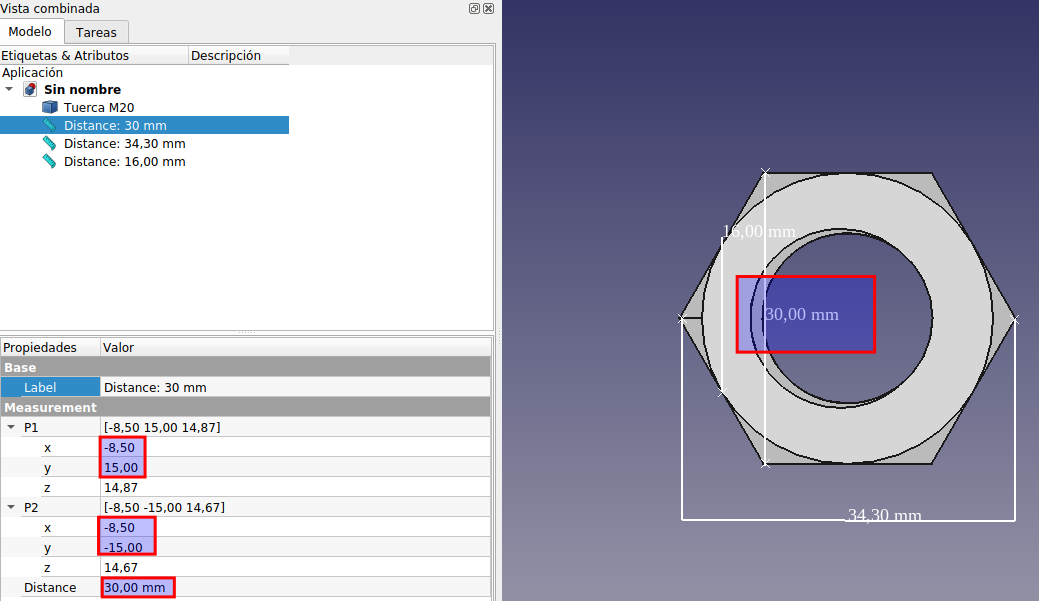 Vista combinada
Modelo Tareas
Etiquetas & Atributos Descripción
Aplicación
Sin nombre
Tuerca M20
Distance: 30 mm
Distance: 34,30 mm
Distance: 16,00 mm
Propiedades Valor
Base
Label Distance: 30 mm
Measurement
P1 [-8,50 15,00 14,87]
x -8,50
y 15,00
z 14,87
P2 [-8,50 -15,00 14,67]
x -8,50
y -15,00
z 14,67
Distance 30,00 mm
16,00 mm
30,00 mm
34,30 mm